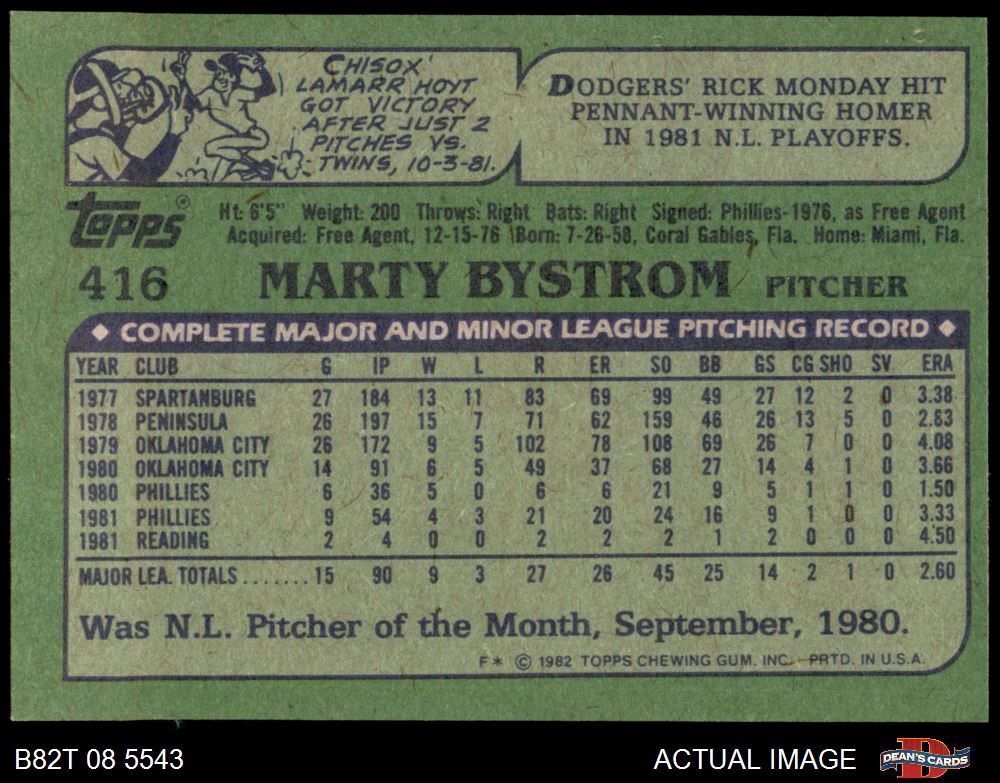 CHISOX'
LAMARR HOYT
GOT VICTORY
AFTER JUST 2
PITCHES VS.
TWINS, 10-3-81.
DODGERS' RICK MONDAY HIT
PENNANT-WINNING HOMER
IN 1981 N.L. PLAYOFFS.
TOPPS®
Ht: 6'5" Weight: 200 Throws: Right Bats: Right Signed: Phillies-1976, as Free Agent
Acquired: Free Agent, 12-15-76 Born: 7-26-58, Coral Gables, Fla. Home: Miami, Fla.
416 MARTY BYSTROM PITCHER
◆ COMPLETE MAJOR AND MINOR LEAGUE PITCHING RECORD ◆
YEAR CLUB G IP W L R ER SO BB GS CG SHO SV ERA
1977 SPARTANBURG 27 184 13 11 83 69 99 49 27 12 2 0 3.38
1978 PENINSULA 26 197 15 7 71 62 159 46 26 13 5 0 2.83
1979 OKLAHOMA CITY 26 172 9 5 102 78 108 69 26 7 0 0 4.08
1980 OKLAHOMA CITY 14 91 6 5 49 37 68 27 14 4 1 0 3.66
1980 PHILLIES 6 36 5 0 6 6 21 9 5 1 1 0 1.50
1981 PHILLIES 9 54 4 3 21 20 24 16 9 1 0 0 3.33
1981 READING 2 4 0 0 2 2 2 1 2 0 0 0 4.50
MAJOR LEA. TOTALS.......15 90 9 3 27 26 45 25 14 2 1 0 2.60
Was N.L. Pitcher of the Month, September, 1980.
F* © 1982 TOPPS CHEWING GUM. INC. PRTD. IN U.S.A.
B82T 08 5543
ACTUAL IMAGE
D
DEAN'S CARDS